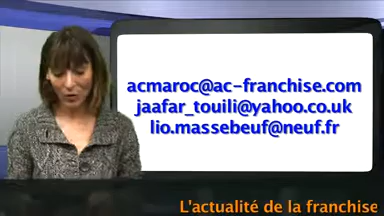 acmaroc@ac-franchise.com
jaafar_touili@yahoo.co.uk
lio.massebeuf@neuf.fr
L'actualité de la franchise